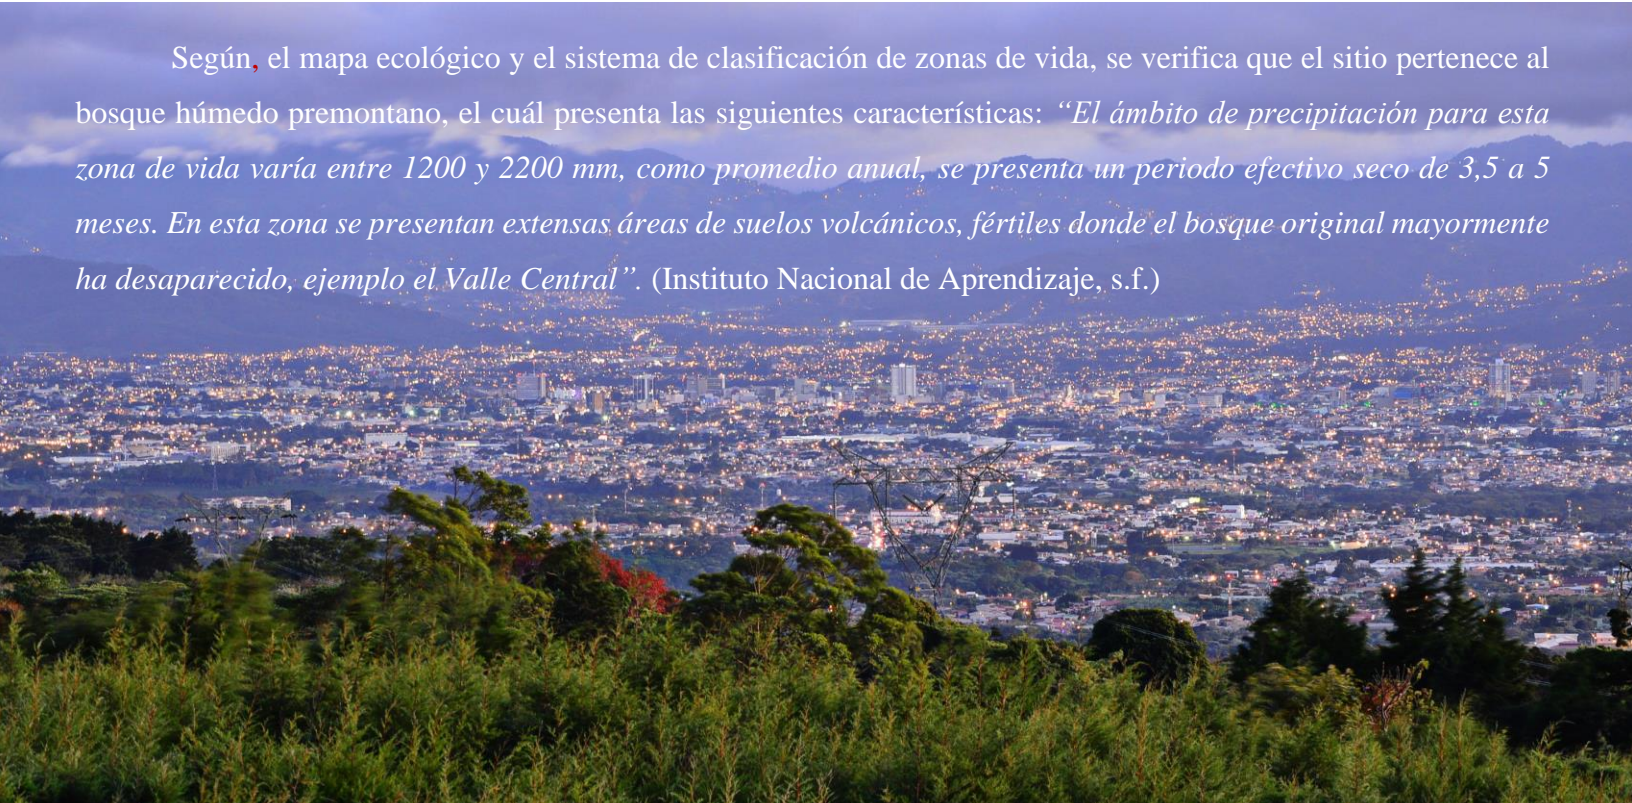 Según, el mapa ecológico y el sistema de clasificación de zonas de vida, se verifica que el sitio pertenece al
bosque húmedo premontano, el cuál presenta las siguientes características: “El ámbito de precipitación para esta
zona de vida varía entre 1200 y 2200 mm, como promedio anual, se presenta un periodo efectivo seco de 3,5 a 5
meses. En esta zona se presentan extensas áreas de suelos volcánicos, fértiles donde el bosque original mayormente
ha desaparecido, ejemplo el Valle Central”. (Instituto Nacional de Aprendizaje, s.f.)